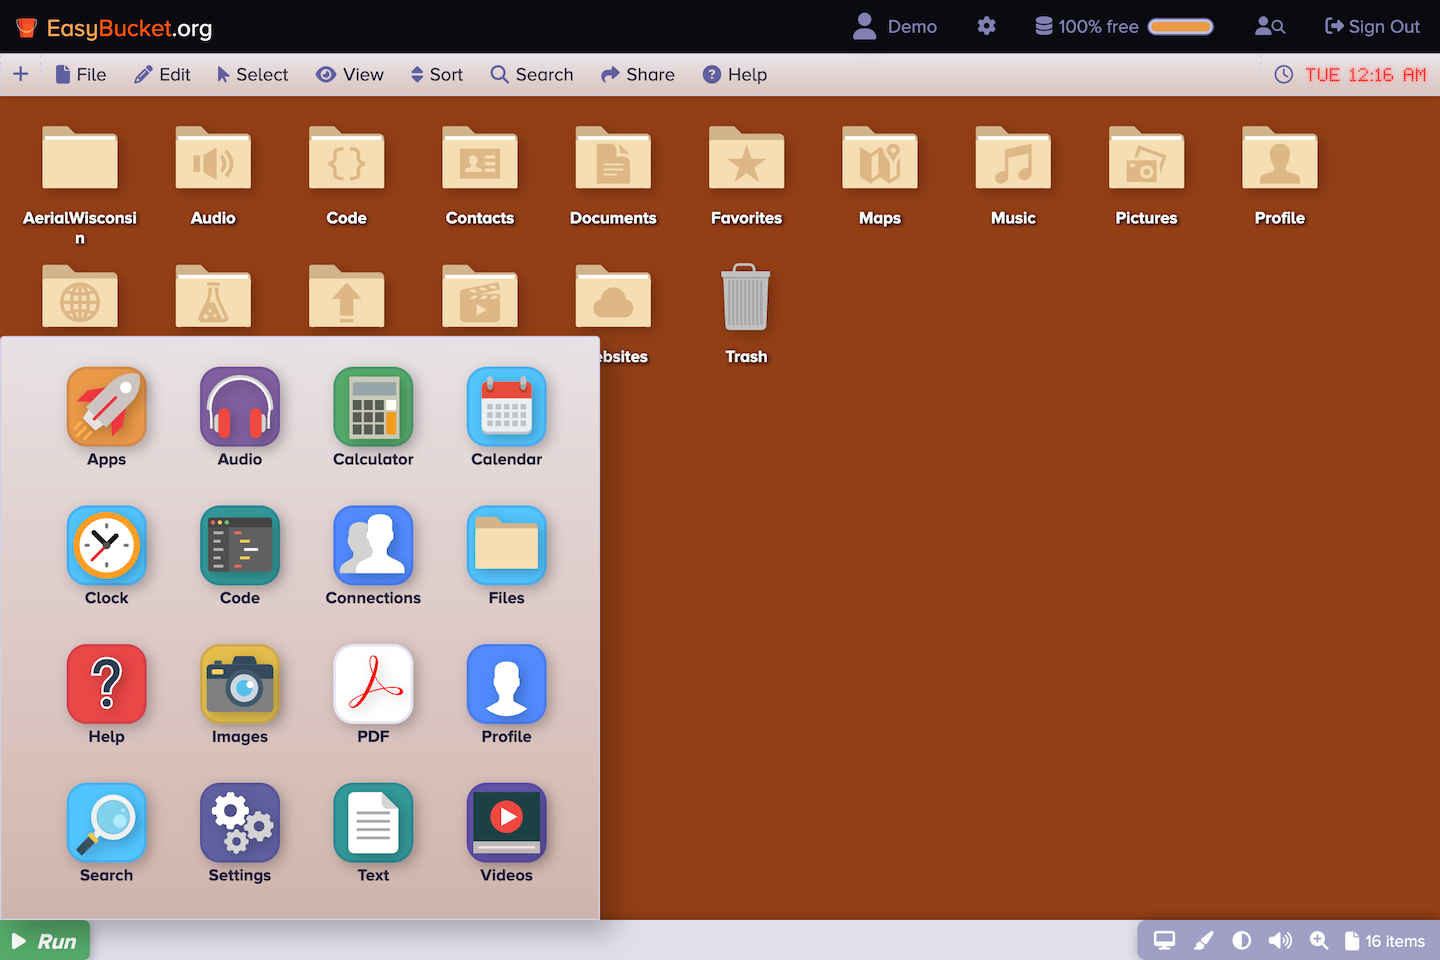 EasyBucket.org
Demo
100% free
Sign Out
File
Edit
Select
View
Sort
Search
Share
Help
TUE 12:16 AM
AerialWisconsi
n
Audio
Code
Contacts
Documents
Favorites
Maps
Music
Pictures
Profile
ebsites
Trash
Apps
Audio
Calculator
Calendar
Clock
Code
Connections
Files
Help
Images
PDF
Profile
Search
Settings
Text
Videos
Run
16 items